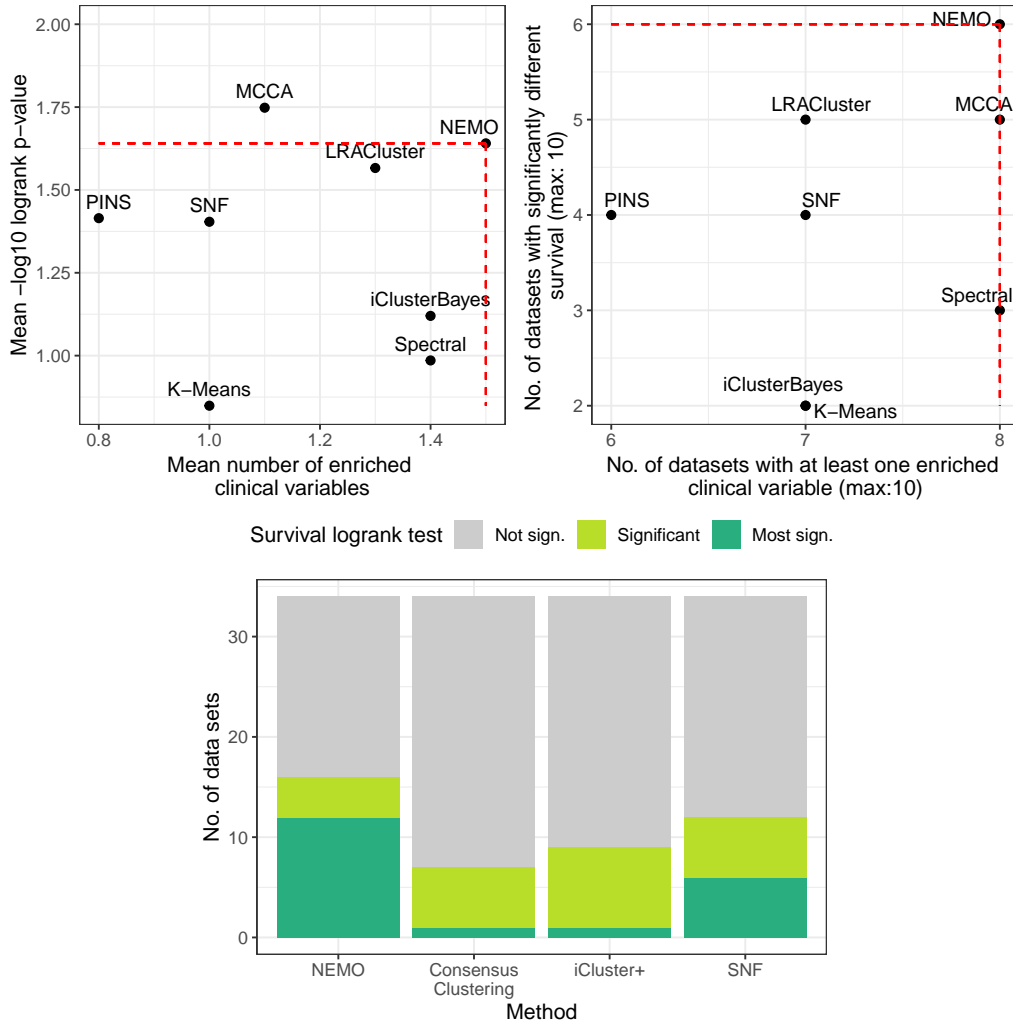 2.00
1.75
1.50
1.25
1.00
Mean −log10 logrank p−value
MCCA
NEMO
LRACluster
PINS
SNF
iClusterBayes
Spectral
K−Means
0.8
1.0
1.2
1.4
Mean number of enriched
clinical variables
6
5
4
3
2
No. of datasets with significantly different
survival (max: 10)
NEMO
LRACluster
MCCA
PINS
SNF
Spectral
iClusterBayes
K−Means
6
7
8
No. of datasets with at least one enriched
clinical variable (max:10)
Survival logrank test
Not sign.
Significant
Most sign.
30
20
10
0
No. of data sets
NEMO
Consensus
Clustering
iCluster+
SNF
Method